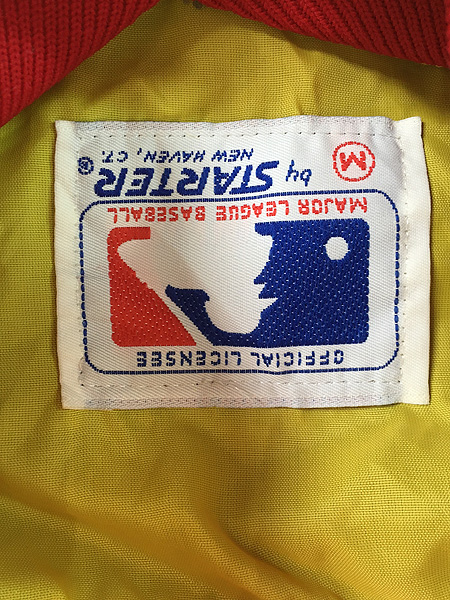 OFFICIAL LICENSEE
MAJOR LEAGUE BASEBALL
M by STARTER®
NEW HAVEN, CT.